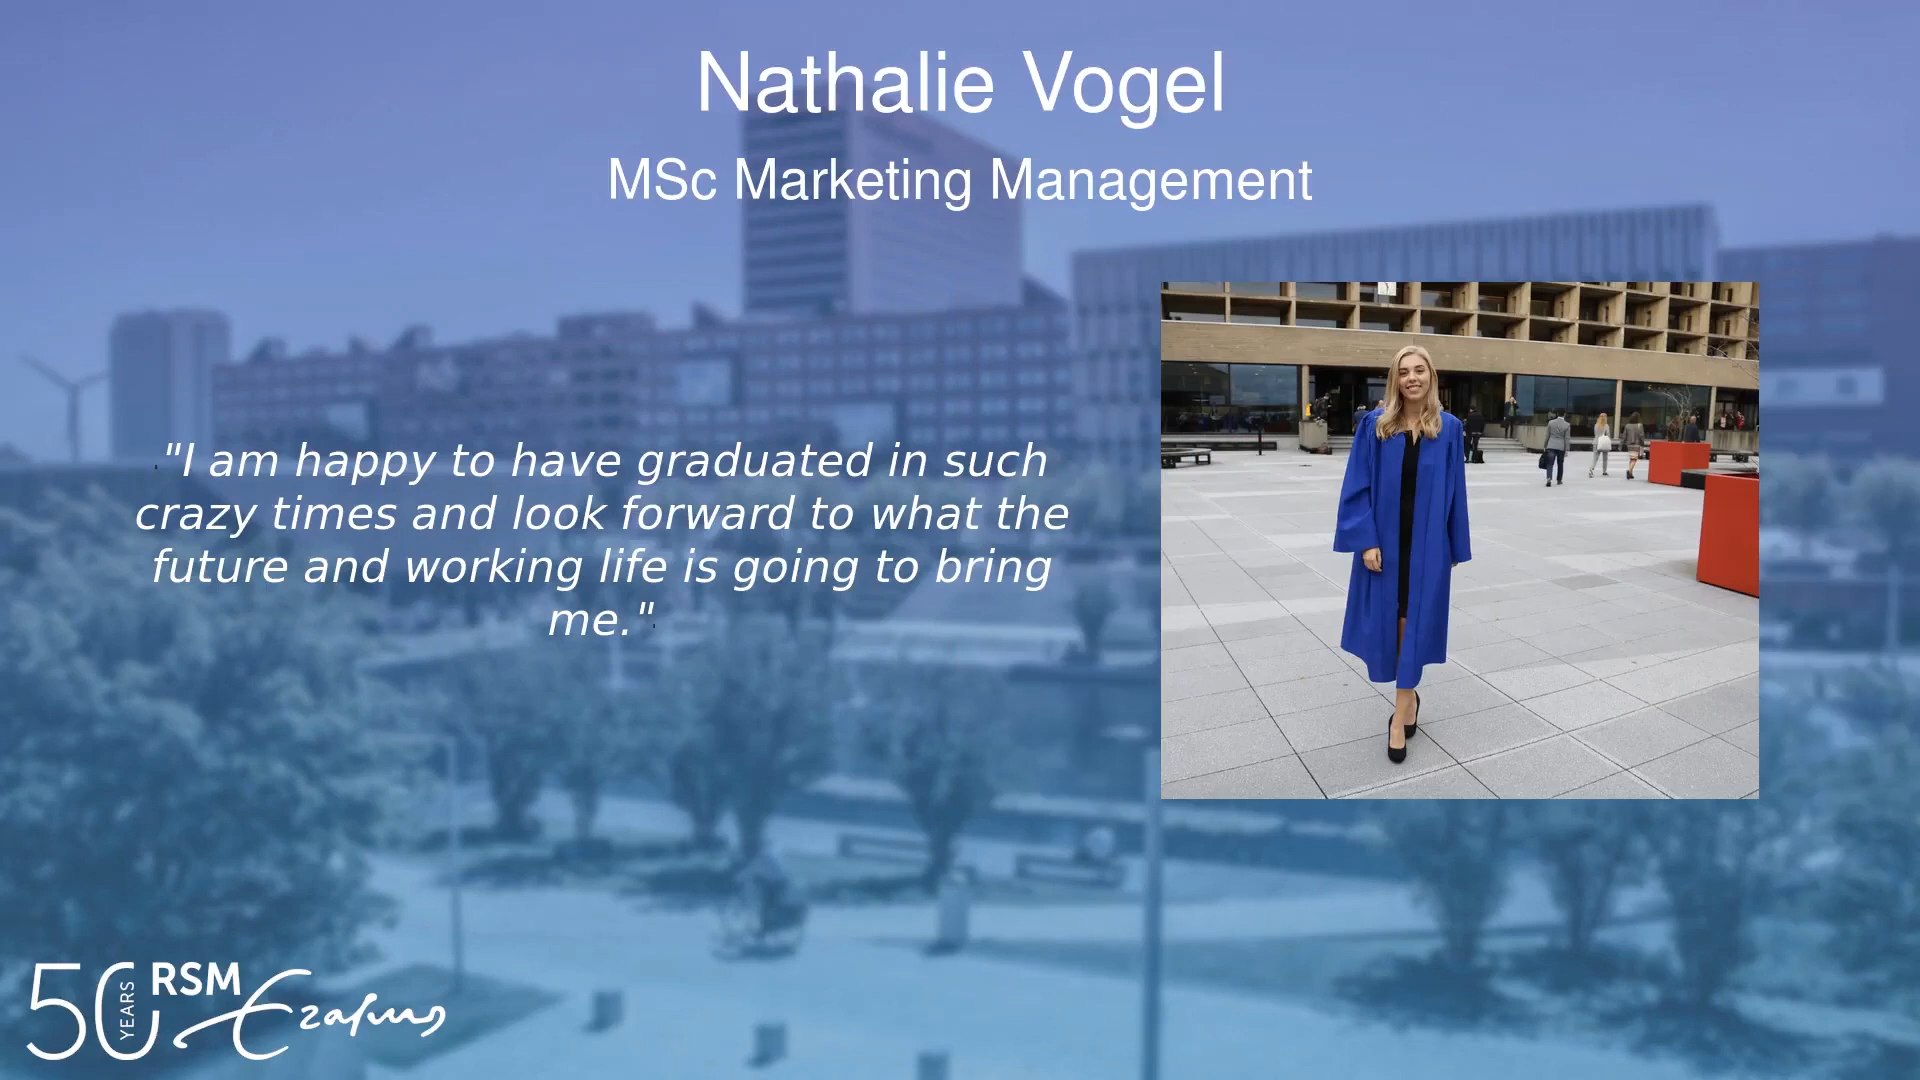 Nathalie Vogel
MSc Marketing Management
"I am happy to have graduated in such
crazy times and look forward to what the
future and working life is going to bring
me."
50 YEARS RSM Erasmus